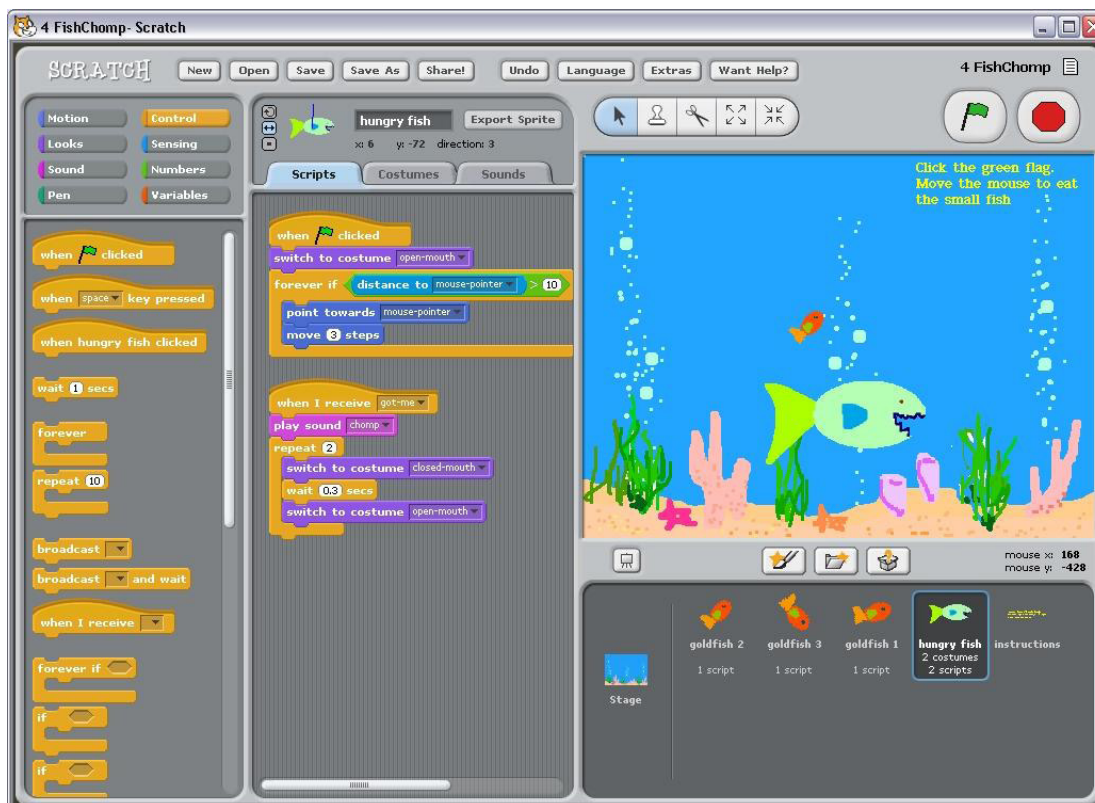 4 FishChomp- Scratch
SCRATCH
New Open Save Save As Share! Undo Language Extras Want Help?
4 FishChomp
Motion Control
Looks Sensing
Sound Numbers
Pen Variables
when clicked
when space key pressed
when hungry fish clicked
wait 1 secs
forever
repeat 10
broadcast
broadcast and wait
when I receive
forever if
if
if
hungry fish Export Sprite
x: 6 y: -72 direction: 3
Scripts Costumes Sounds
when clicked
switch to costume open-mouth
forever if distance to mouse-pointer > 10
point towards mouse-pointer
move 3 steps
when I receive got-me
play sound chomp
repeat 2
switch to costume closed-mouth
wait 0.3 secs
switch to costume open-mouth
Click the green flag.
Move the mouse to eat
the small fish
mouse x: 168
mouse y: -428
Stage
goldfish 2
1 script
goldfish 3
1 script
goldfish 1
1 script
hungry fish
2 costumes
2 scripts
instructions